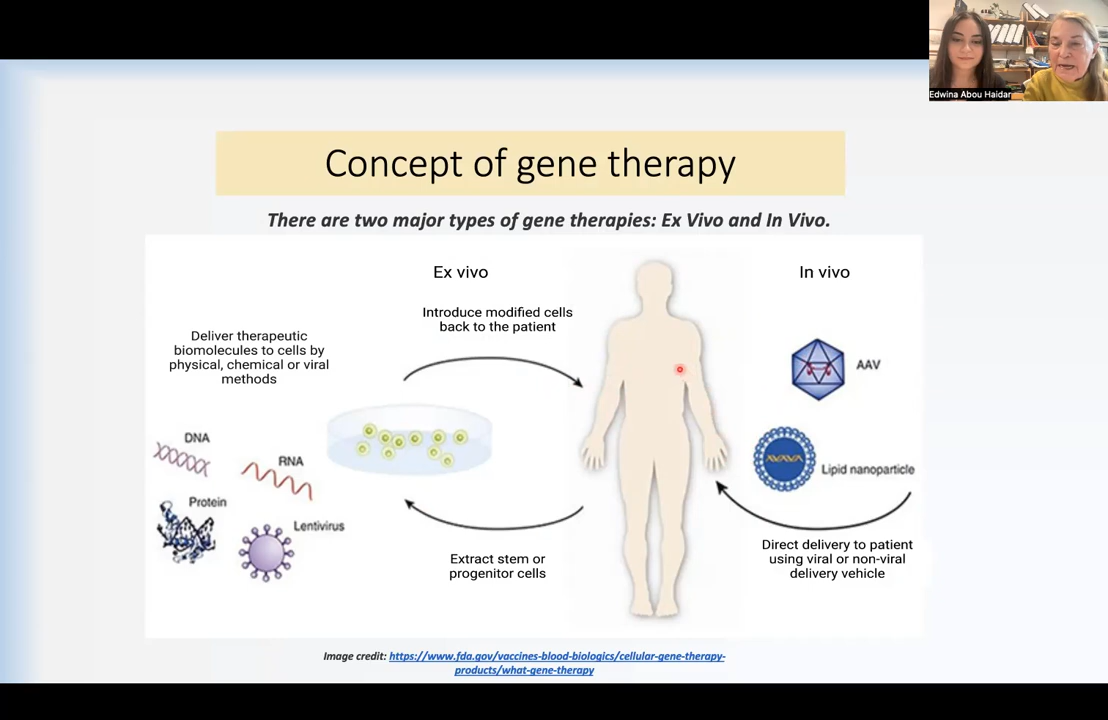 Edwina Abou Haidar
Concept of gene therapy
There are two major types of gene therapies: Ex Vivo and In Vivo.
Ex vivo
In vivo
Introduce modified cells
back to the patient
Deliver therapeutic
biomolecules to cells by
physical, chemical or viral
methods
AAV
DNA
RNA
Lipid nanoparticle
Protein
Lentivirus
Extract stem or
progenitor cells
Direct delivery to patient
using viral or non-viral
delivery vehicle
Image credit: https://www.fda.gov/vaccines-blood-biologics/cellular-gene-therapy-
products/what-gene-therapy